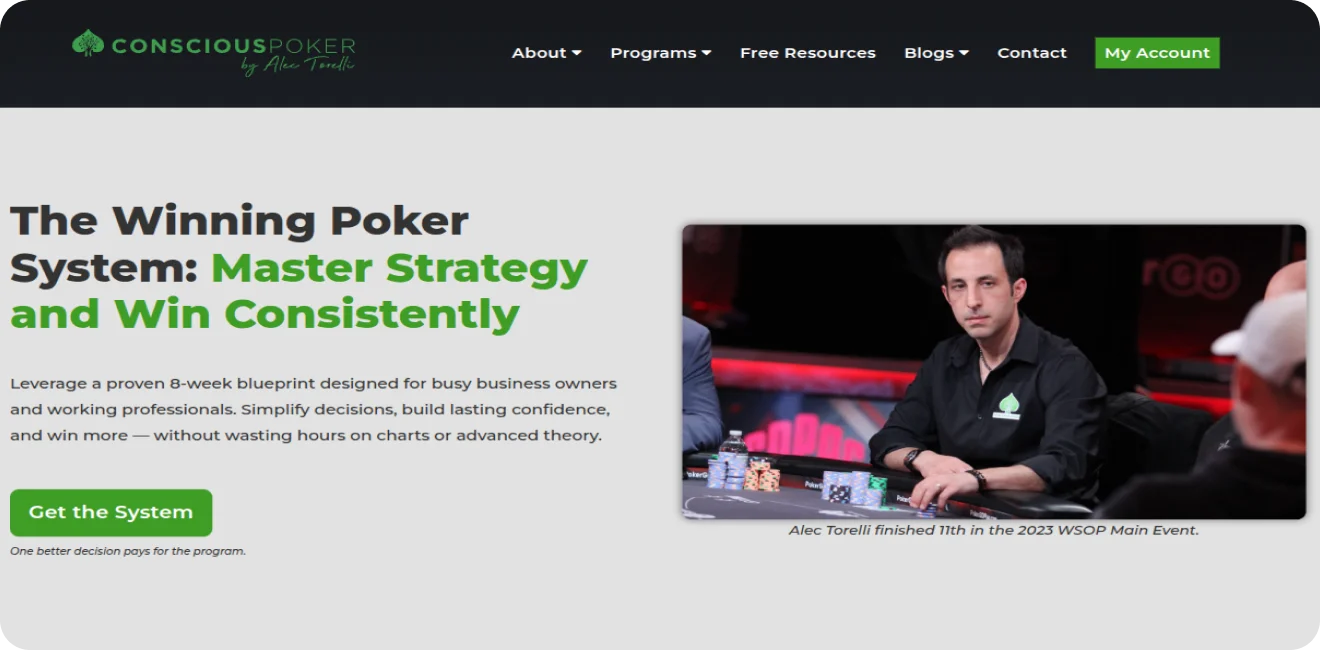 CONSCIOUSPOKER
by Alec Torelli
About
Programs
Free Resources
Blogs
Contact
My Account
The Winning Poker
System: Master Strategy
and Win Consistently
Leverage a proven 8-week blueprint designed for busy business owners
and working professionals. Simplify decisions, build lasting confidence,
and win more — without wasting hours on charts or advanced theory.
Get the System
One better decision pays for the program.
Alec Torelli finished 11th in the 2023 WSOP Main Event.